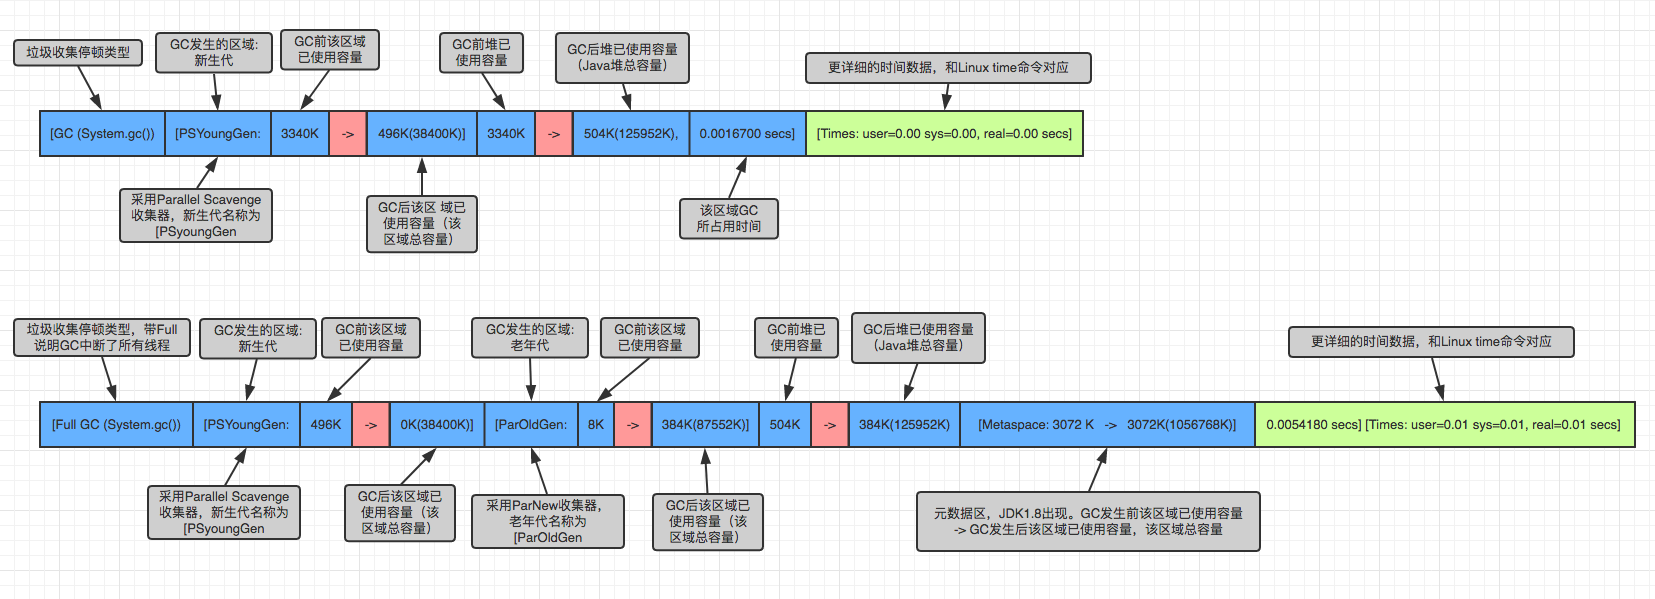 垃圾收集停顿类型
GC发生的区域:
新生代
GC前该区域
已使用容量
GC前堆已
使用容量
GC后堆已使用容量
（Java堆总容量）
更详细的时间数据，和Linux time命令对应
[GC (System.gc()) [PSYoungGen: 3340K -> 496K(38400K)] 3340K -> 504K(125952K), 0.0016700 secs] [Times: user=0.00 sys=0.00, real=0.00 secs]
采用Parallel Scavenge
收集器，新生代名称为
[PSyoungGen
GC后该区 域已
使用容量（该
区域总容量）
该区域GC
所占用时间
垃圾收集停顿类型，带Full
说明GC中断了所有线程
GC发生的区域:
新生代
GC前该区域
已使用容量
GC发生的区域:
老年代
GC前该区域
已使用容量
GC前堆已
使用容量
GC后堆已使用容量
（Java堆总容量）
更详细的时间数据，和Linux time命令对应
[Full GC (System.gc()) [PSYoungGen: 496K -> 0K(38400K)] [ParOldGen: 8K -> 384K(87552K)] 504K -> 384K(125952K) [Metaspace: 3072 K -> 3072K(1056768K)] 0.0054180 secs] [Times: user=0.01 sys=0.01, real=0.01 secs]
采用Parallel Scavenge
收集器，新生代名称为
[PSyoungGen
GC后该区域已
使用容量（该
区域总容量）
采用ParNew收集器，
老年代名称为
[ParOldGen
GC后该区域已
使用容量（该
区域总容量）
元数据区，JDK1.8出现。GC发生前该区域已使用容量
-> GC发生后该区域已使用容量，该区域总容量